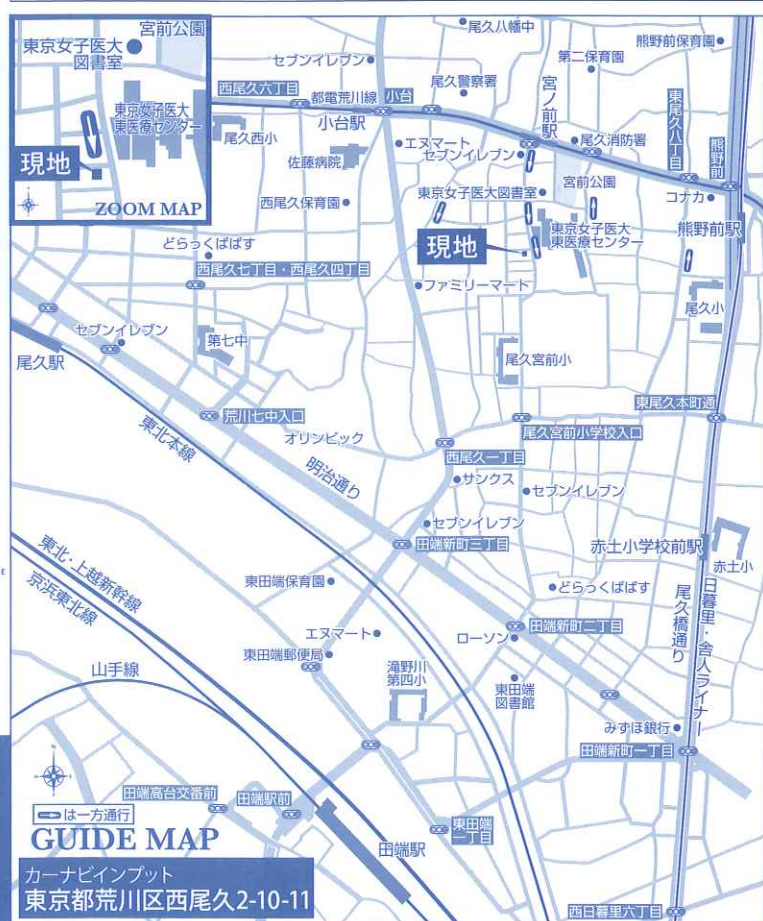 宮前公園
東京女子医大
図書室
東京女子医大
東医療センター
現地
ZOOM MAP
尾久八幡中
熊野前保育園
セブンイレブン
第二保育園
西尾久六丁目
都電荒川線
小台
尾久警察署
宮ノ前駅
東尾久八丁目
熊野前
小台駅
尾久消防署
尾久西小
エヌマート
セブンイレブン
佐藤病院
宮前公園
東京女子医大図書室
コナカ
西尾久保育園
東京女子医大
東医療センター
熊野前駅
どらっぐぱぱす
現地
西尾久七丁目・西尾久四丁目
ファミリーマート
尾久小
セブンイレブン
第七中
尾久駅
尾久宮前小
東尾久本町通
荒川七中入口
オリンピック
尾久宮前小学校入口
東北本線
明治通り
西尾久一丁目
サンクス
セブンイレブン
セブンイレブン
田端新町三丁目
赤土小学校前駅
赤土小
東北・上越新幹線
京浜東北線
東田端保育園
どらっぐぱぱす
尾久橋通り
日暮里・舎人ライナー
エヌマート
ローソン
田端新町二丁目
東田端郵便局
山手線
滝野川
第四小
東田端
図書館
みずほ銀行
田端新町一丁目
田端高台交番前
田端駅前
は一方通行
東田端
一丁目
GUIDE MAP
田端駅
カーナビインプット
東京都荒川区西尾久2-10-11
西日暮里六丁目